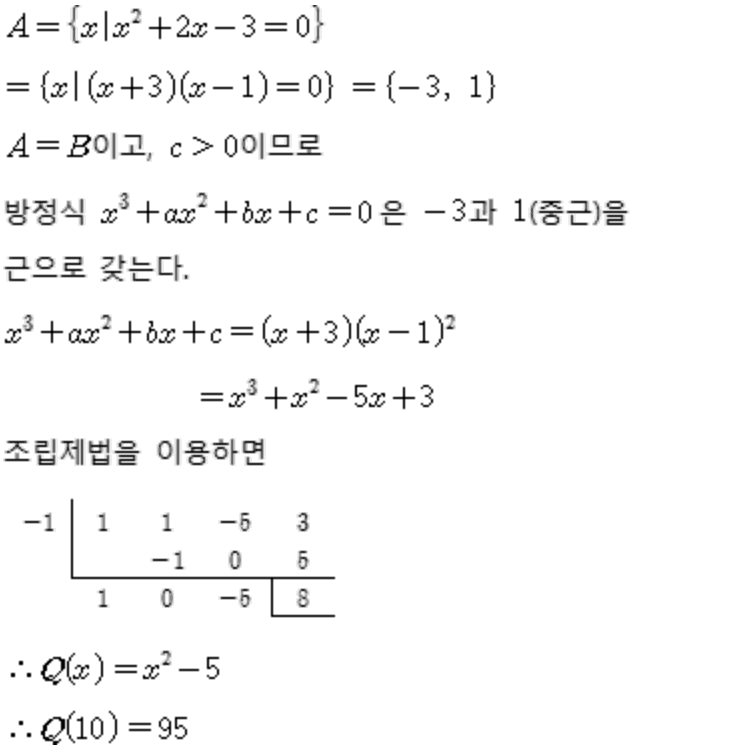 A={x|x²+2x−3=0}
={x|(x+3)(x−1)=0} ={−3, 1}
A=B이고, c>0이므로
방정식 x³+ax²+bx+c=0은 −3과 1(중근)을
근으로 갖는다.
x³+ax²+bx+c=(x+3)(x−1)²
=x³+x²−5x+3
조립제법을 이용하면
−1 1 1 −5 3
−1 0 5
1 0 −5 8
∴Q(x)=x²−5
∴Q(10)=95